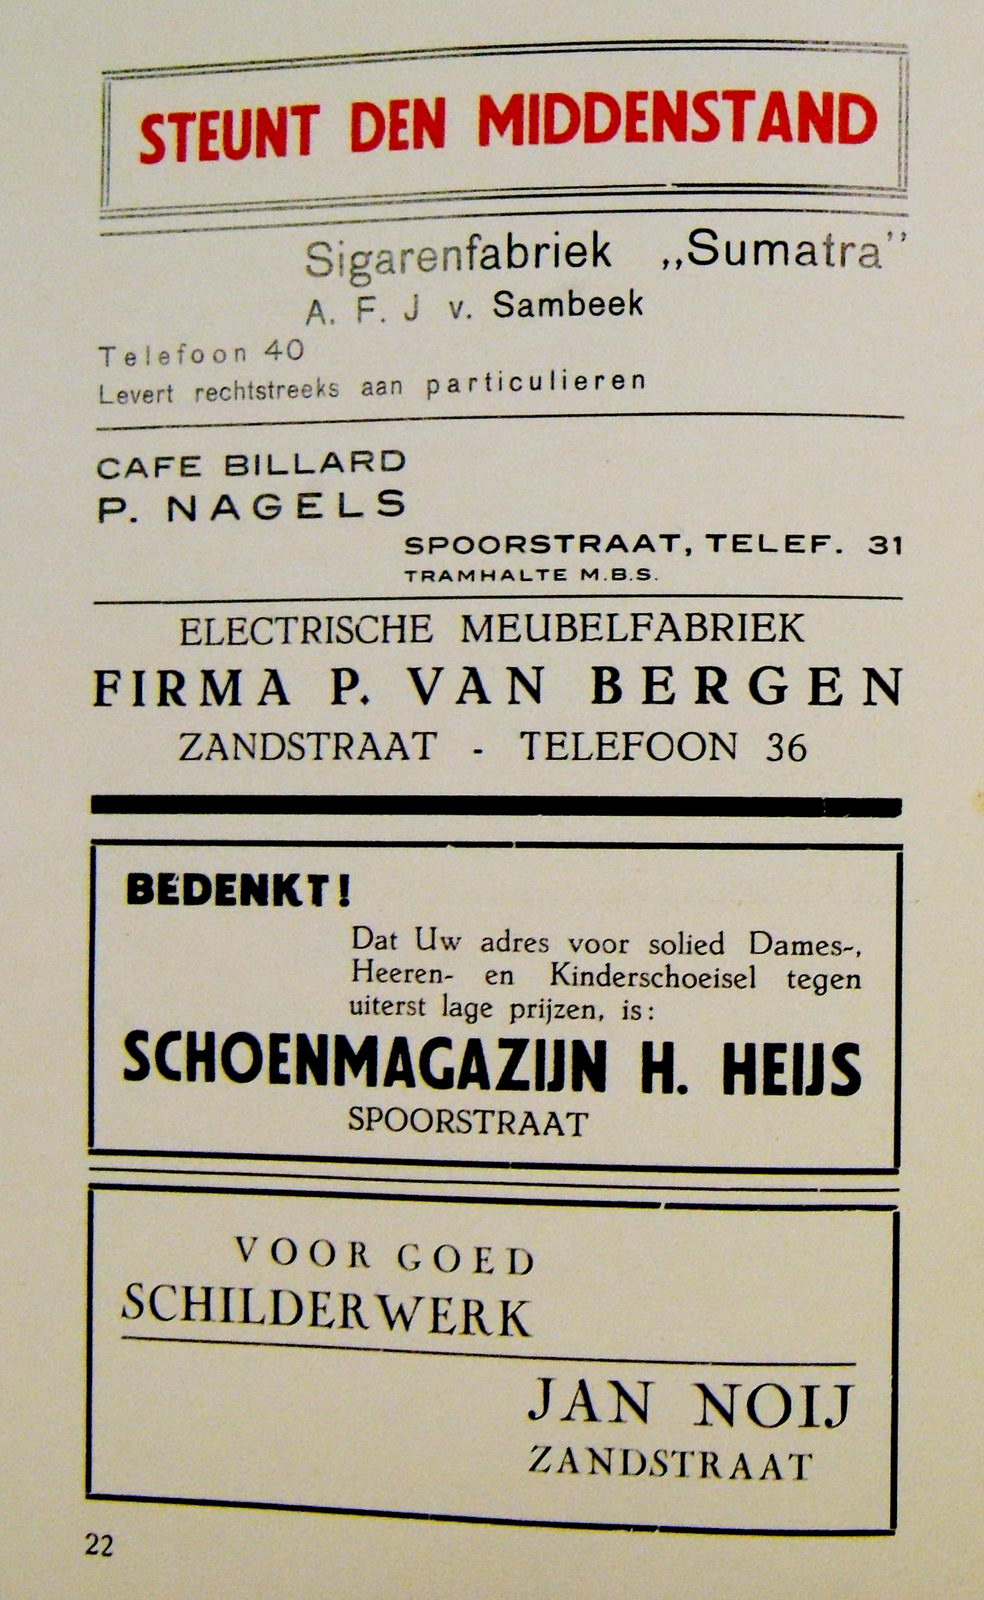 STEUNT DEN MIDDENSTAND
Sigarenfabriek „Sumatra”
A. F. J v. Sambeek
Telefoon 40
Levert rechtstreeks aan particulieren
CAFE BILLARD
P. NAGELS
SPOORSTRAAT, TELEF. 31
TRAMHALTE M.B.S.
ELECTRISCHE MEUBELFABRIEK
FIRMA P. VAN BERGEN
ZANDSTRAAT - TELEFOON 36
BEDENKT!
Dat Uw adres voor solied Dames-,
Heeren- en Kinderschoeisel tegen
uiterst lage prijzen, is:
SCHOENMAGAZIJN H. HEIJS
SPOORSTRAAT
VOOR GOED
SCHILDERWERK
JAN NOIJ
ZANDSTRAAT
22